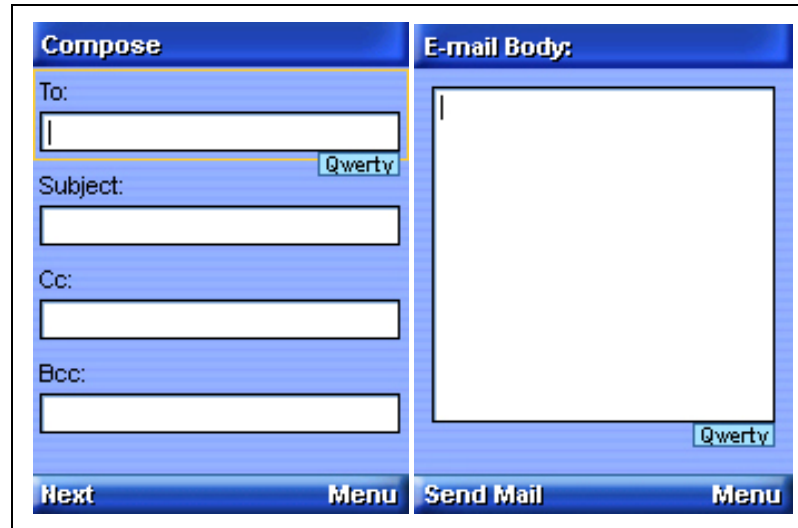 Compose
To:
Qwerty
Subject:
Cc:
Bcc:
Next Menu
E-mail Body:
Qwerty
Send Mail Menu